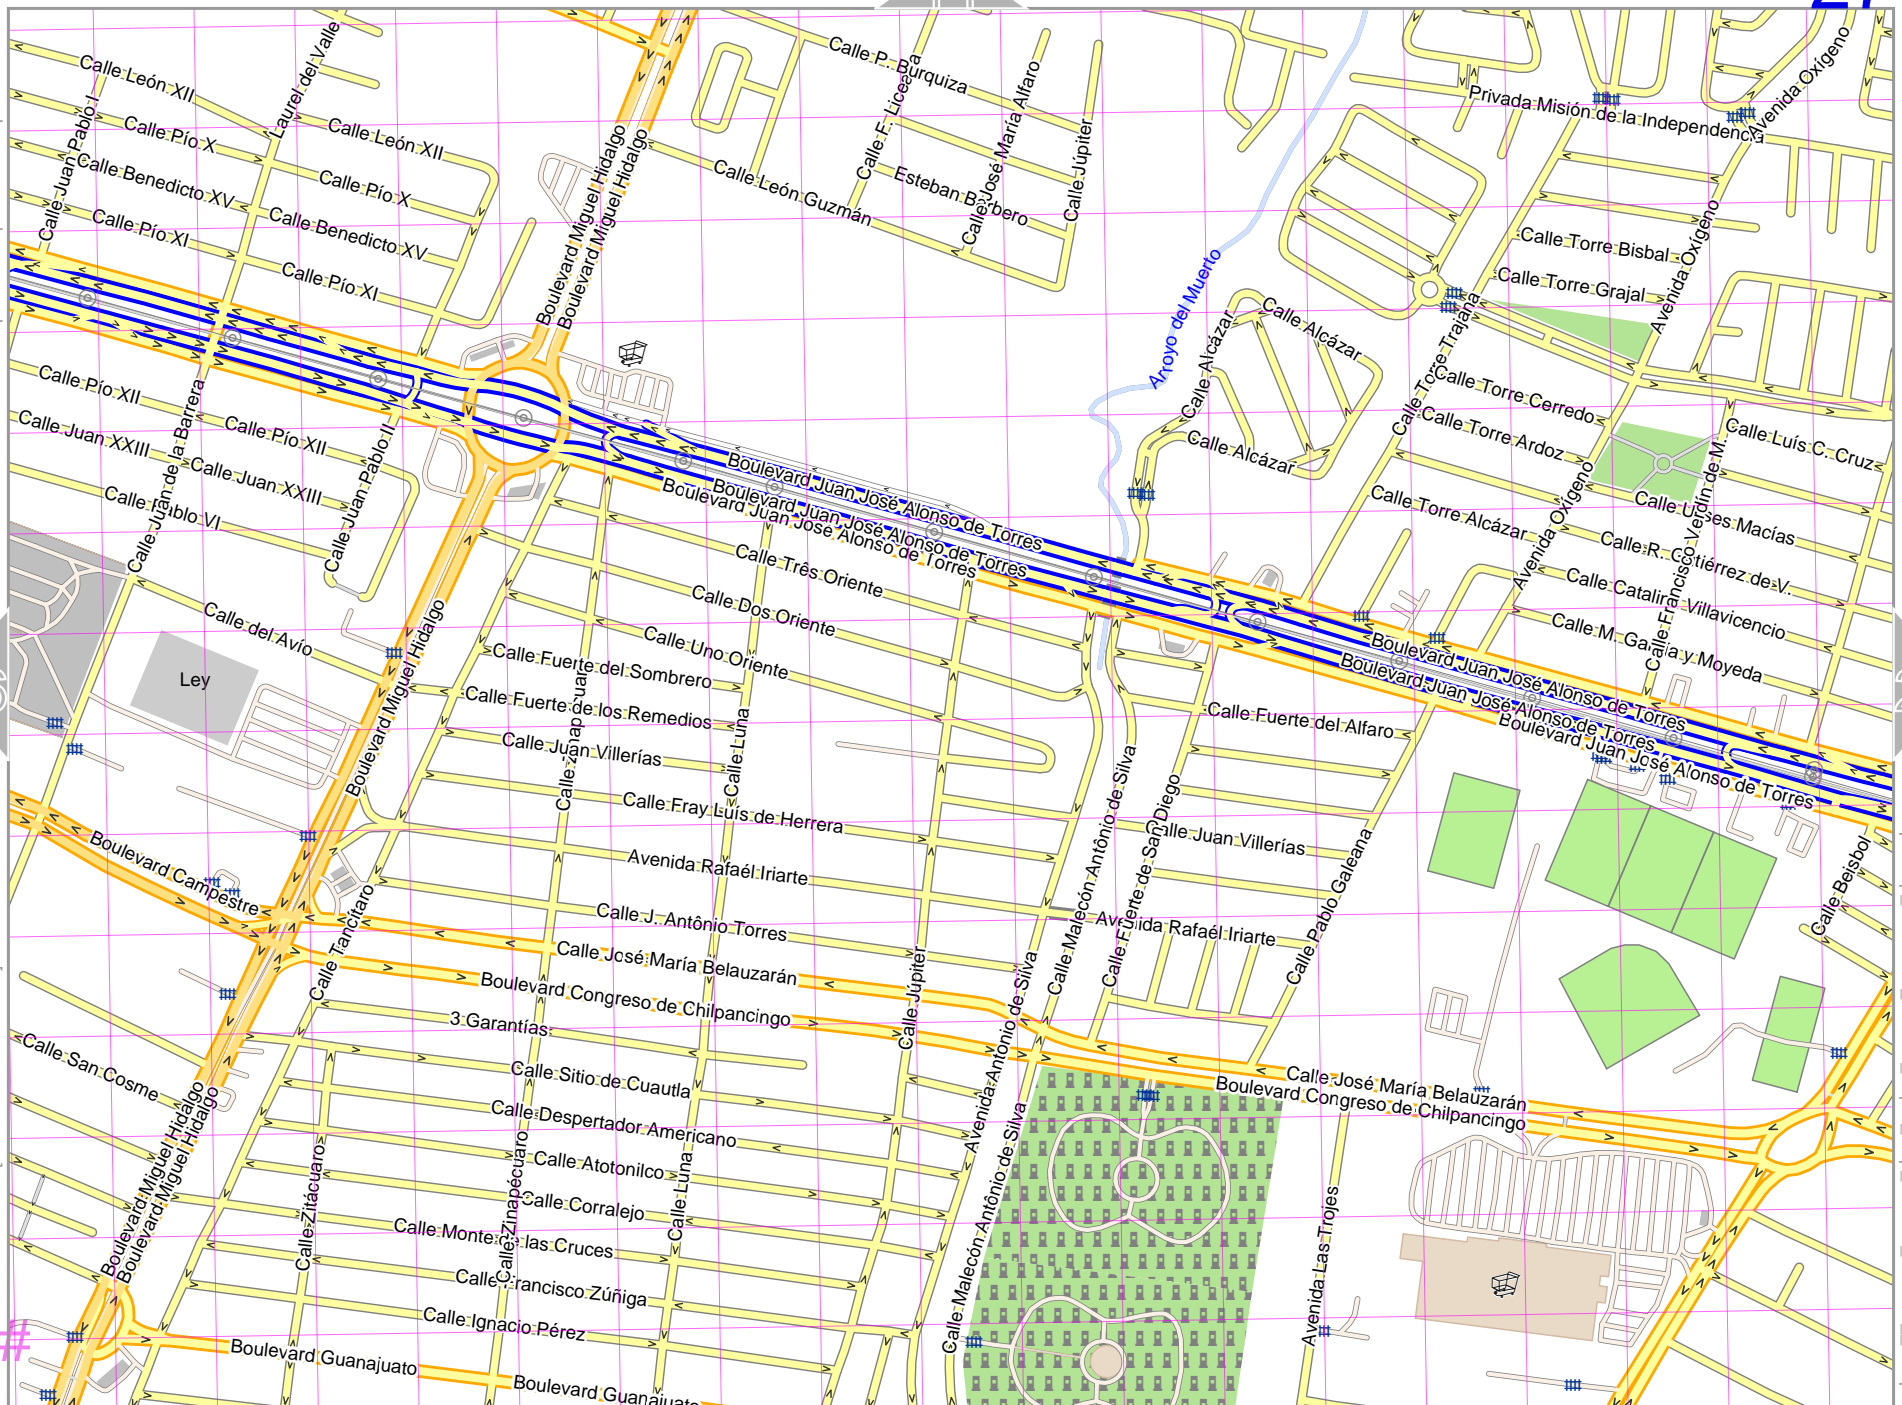 Calle P. Burquiza
Calle León XII
Laurel del Valle
Calle F. Licea
Calle José María Alfaro
Privada Misión de la Independencia
Avenida Oxígeno
Calle Juan Pablo I
Calle Pío X
Calle León XII
Boulevard Miguel Hidalgo
Boulevard Miguel Hidalgo
Calle Júpiter
Calle Benedicto XV
Calle Pío X
Calle León Guzmán
Esteban Barbero
Calle Pío XI
Calle Benedicto XV
Calle Torre Bisbal
Calle Pío XI
Calle Torre Grajal
Avenida Oxígeno
Arroyo del Muerto
Calle Alcázar
Calle Alcázar
Calle Torre Trajana
Calle Pío XII
Calle Torre Cerredo
Calle Juan XXIII
Calle Pío XII
Calle Juan de la Barrera
Calle Torre Ardoz
Calle Luís C. Cruz
Calle Juan XXIII
Calle Juan Pablo II
Calle Alcázar
Boulevard Juan José Alonso de Torres
Boulevard Juan José Alonso de Torres
Boulevard Juan José Alonso de Torres
Calle Pablo VI
Calle Torre Alcázar
Avenida Oxígeno
Calle Ulises Macías
Calle R. Gutiérrez de V.
Calle Francisco Verdín de M.
Calle Três Oriente
Calle Dos Oriente
Calle Catalina Villavicencio
Calle del Avío
Calle Uno Oriente
Calle M. García y Moyeda
Calle Fuerte del Sombrero
Ley
Boulevard Miguel Hidalgo
Calle Fuerte de los Remedios
Calle Zinapécuaro
Calle Luna
Calle Fuerte del Alfaro
Boulevard Juan José Alonso de Torres
Boulevard Juan José Alonso de Torres
Boulevard Juan José Alonso de Torres
Calle Juan Villerías
Calle Fray Luís de Herrera
Calle Malecón Antônio de Silva
Calle Fuerte de San Diego
Calle Juan Villerías
Boulevard Campestre
Avenida Rafaél Iriarte
Calle Pablo Galeana
Calle Beisbol
Calle J. Antônio Torres
Avenida Rafaél Iriarte
Calle Tancitaro
Calle José María Belauzarán
Boulevard Congreso de Chilpancingo
Calle Júpiter
Avenida Antonio de Silva
3 Garantías
Calle San Cosme
Calle Sitio de Cuautla
Calle José María Belauzarán
Boulevard Congreso de Chilpancingo
Calle Despertador Americano
Boulevard Miguel Hidalgo
Boulevard Miguel Hidalgo
Calle Zitácuaro
Calle Zinapécuaro
Calle Luna
Calle Atotonilco
Calle Corralejo
Calle Malecón Antônio de Silva
Calle Monte de las Cruces
Avenida Las Trojes
Calle Francisco Zúñiga
Calle Ignacio Pérez
Boulevard Guanajuato
Boulevard Guanajuato
#